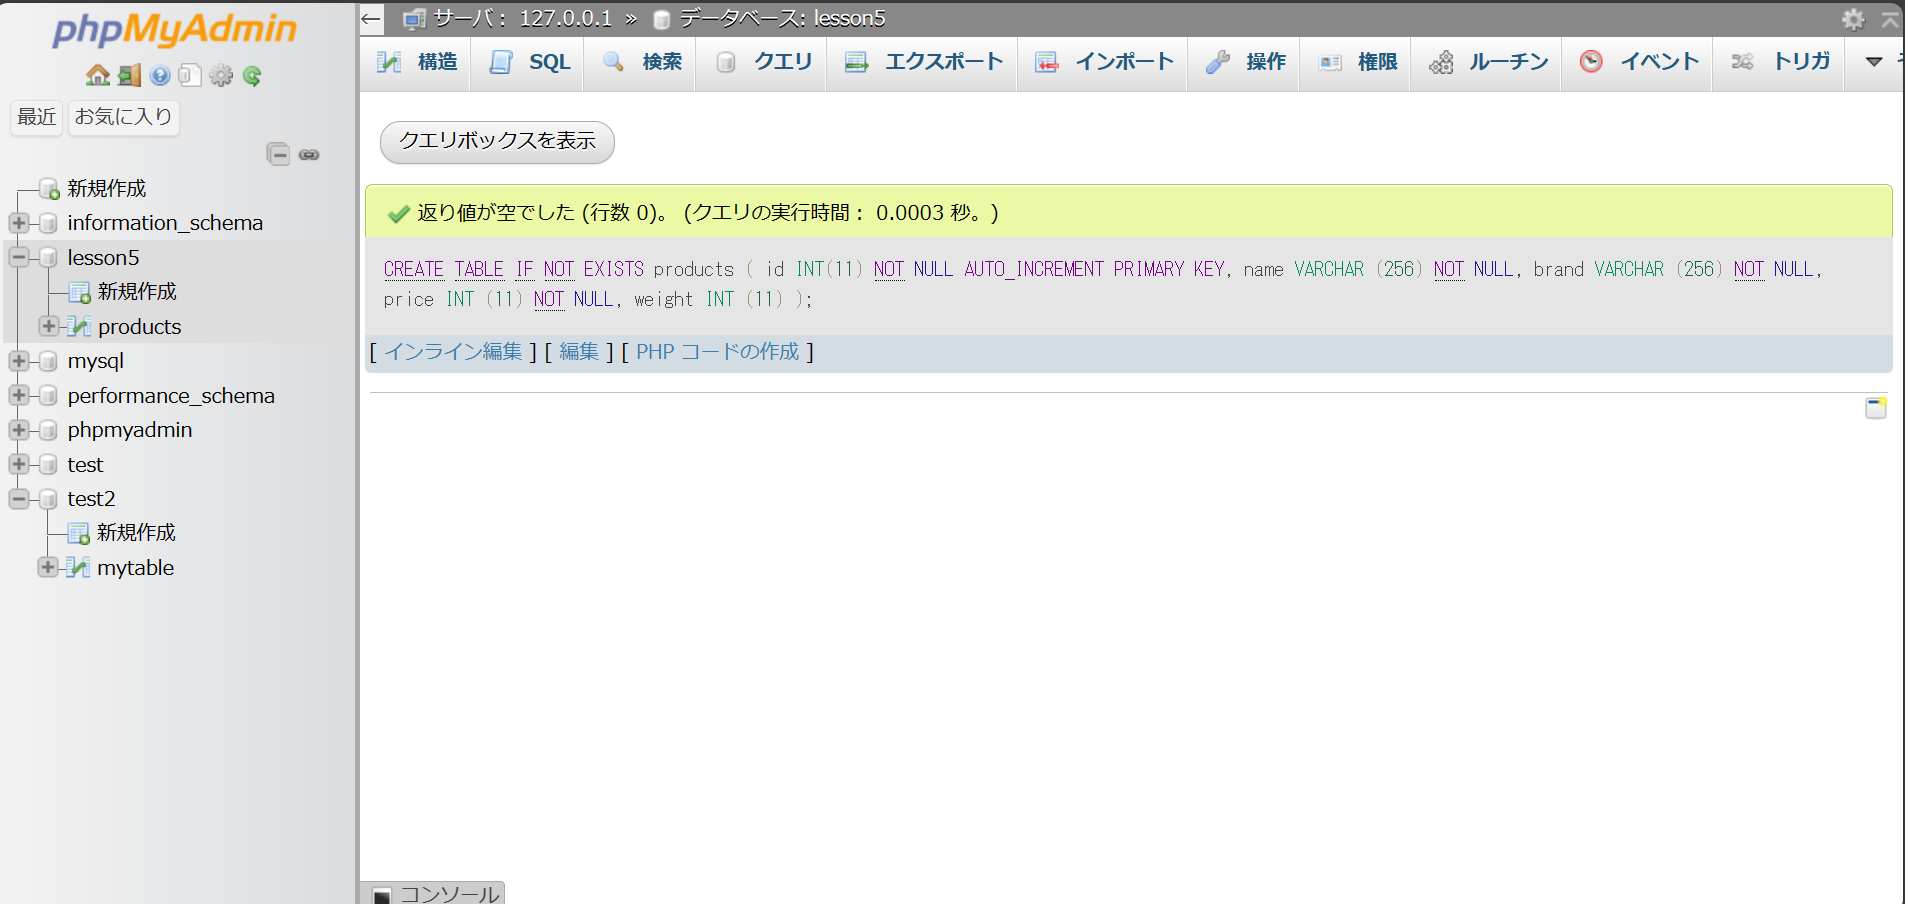 phpMyAdmin
最近 お気に入り
新規作成
information_schema
lesson5
新規作成
products
mysql
performance_schema
phpmyadmin
test
test2
新規作成
mytable
サーバ: 127.0.0.1 » データベース: lesson5
構造 SQL 検索 クエリ エクスポート インポート 操作 権限 ルーチン イベント トリガ
クエリボックスを表示
返り値が空でした (行数 0)。 (クエリの実行時間: 0.0003 秒。)
CREATE TABLE IF NOT EXISTS products ( id INT(11) NOT NULL AUTO_INCREMENT PRIMARY KEY, name VARCHAR (256) NOT NULL, brand VARCHAR (256) NOT NULL,
price INT (11) NOT NULL, weight INT (11) );
[ インライン編集 ] [ 編集 ] [ PHP コードの作成 ]
コンソール